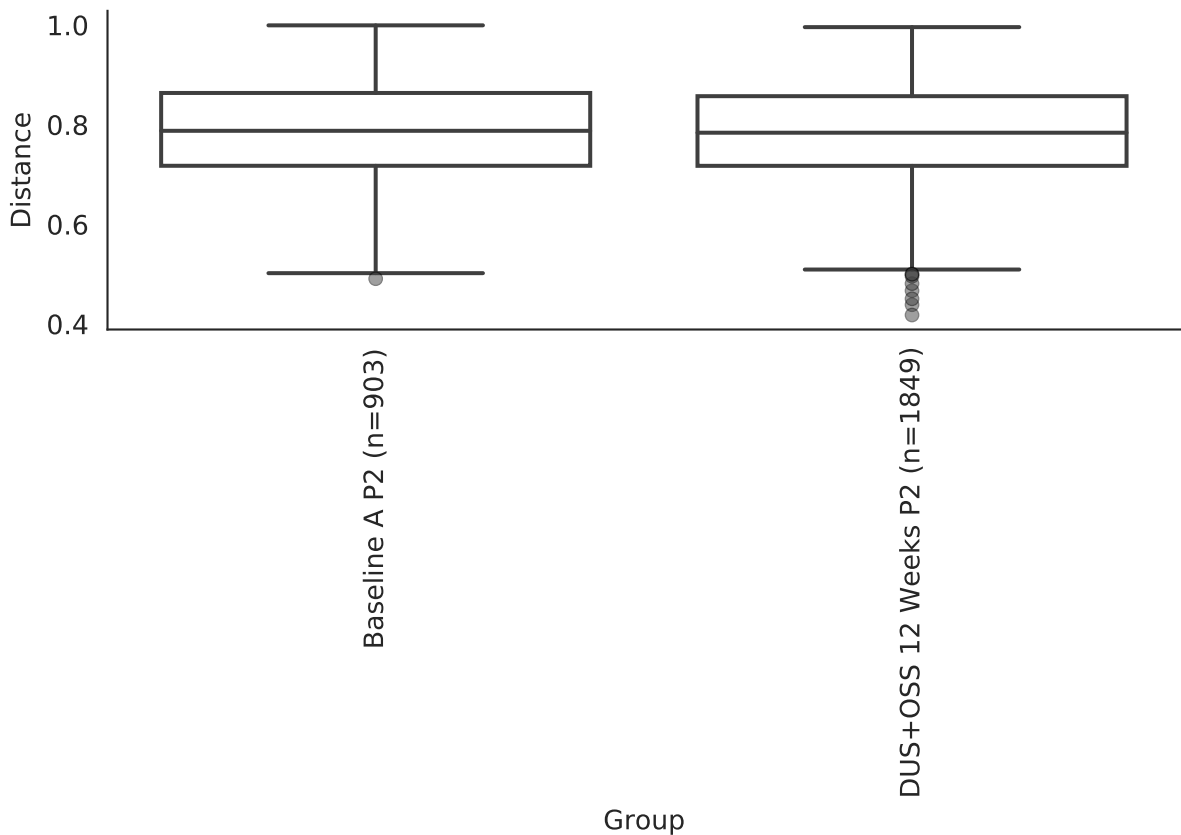 Distance
1.0
0.8
0.6
0.4
Baseline A P2 (n=903)
DUS+OSS 12 Weeks P2 (n=1849)
Group